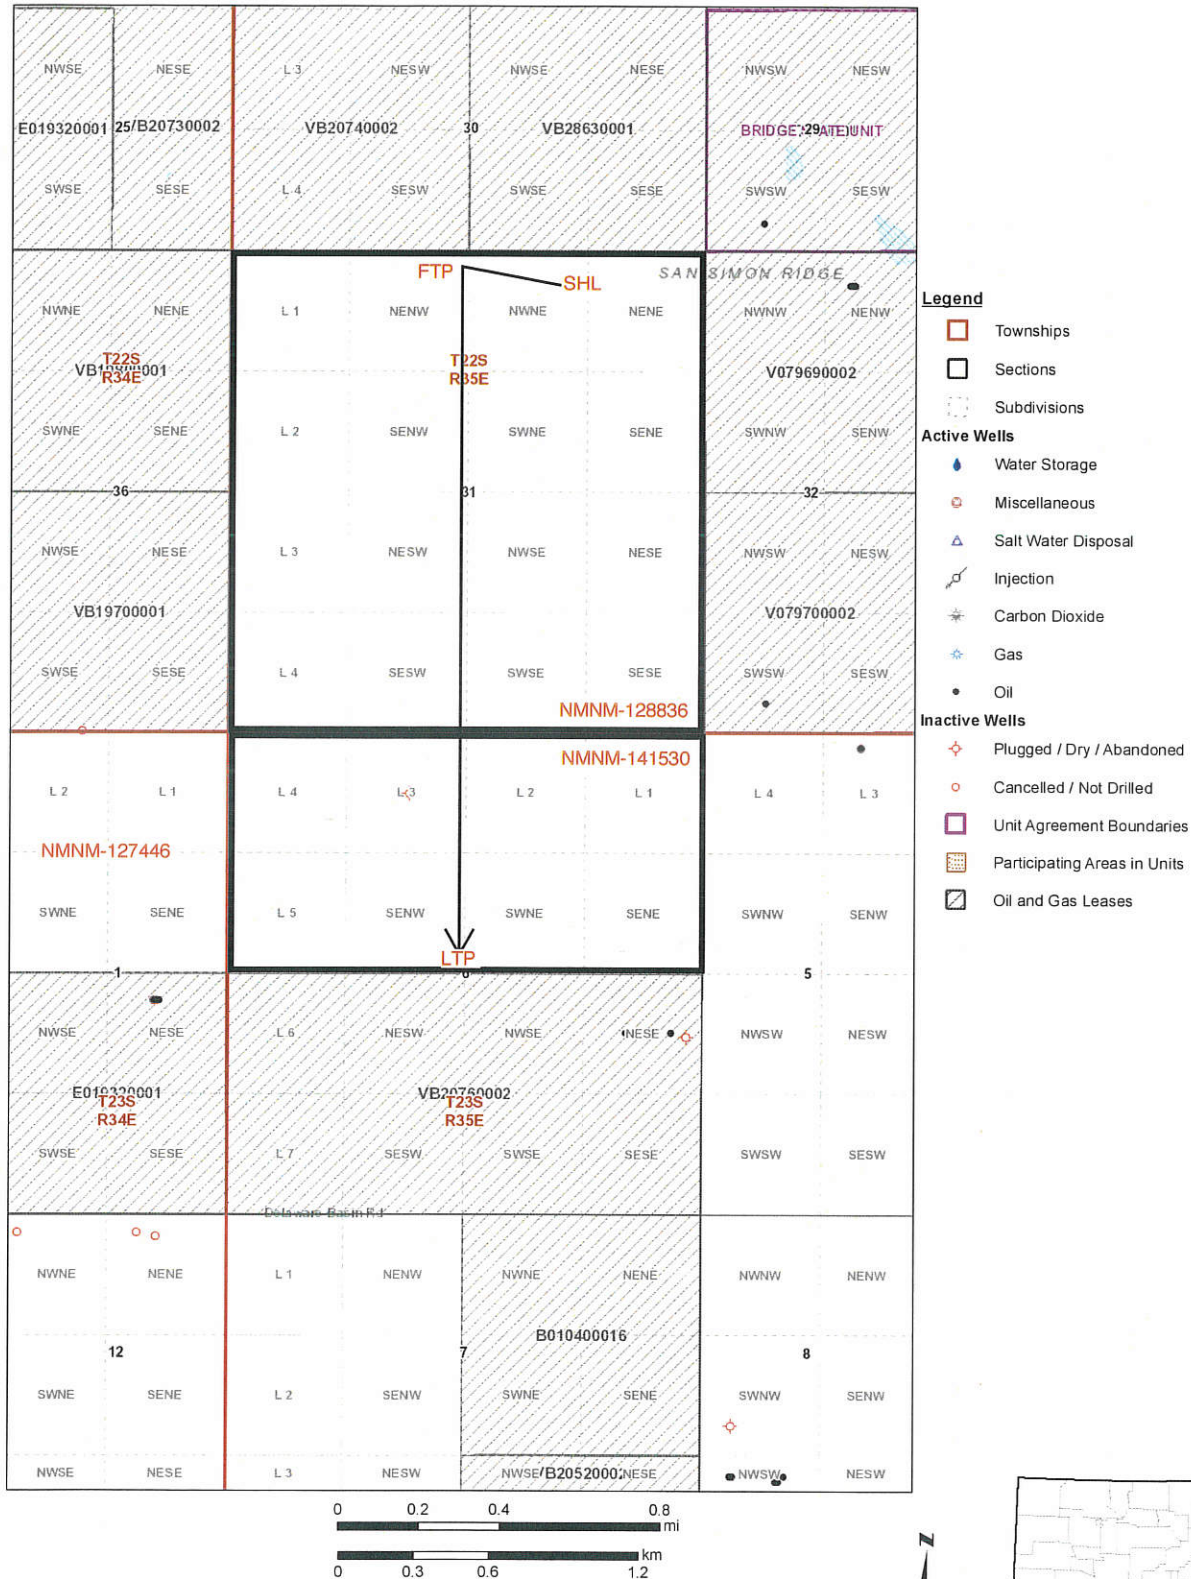 NWSE NESE L 3 NESW NWSE NESE NWSW NESW
E019320001 25/B20730002 VB20740002 30 VB28630001
SWSE SESE L 4 SESW SWSE SESE SWSW SESW
FTP SHL SAN SIMON RIDGE
NWNE NENE L 1 NENW NWNE NENE NWNW NENW
T22S
R34E
T22S
R35E
V079690002
SWNE SENE L 2 SENW SWNE SENE SWNW SENW
36 31 32
NWSE NESE L 3 NESW NWSE NESE NWSW NESW
VB19700001 V079700002
SWSE SESE L 4 SESW SWSE SESE SWSW SESW
NMNM-128836
NMNM-141530
L 2 L 1 L 4 L 3 L 2 L 1 L 4 L 3
NMNM-127446
SWNE SENE L 5 SENW SWNE SENE SWNW SENW
LTP
1 6 5
NWSE NESE L 6 NESW NWSE NESE NWSW NESW
E019320001 VB20760002
T23S
R34E
T23S
R35E
SWSE SESE L 7 SESW SWSE SESE SWSW SESW
Delaware Basin Rd
NWNE NENE L 1 NENW NWNE NENE NWNW NENW
B010400016
12 7 8
SWNE SENE L 2 SENW SWNE SENE SWNW SENW
NWSE NESE L 3 NESW NWSE NESE NWSW NESW
Legend
Townships
Sections
Subdivisions
Active Wells
Water Storage
Miscellaneous
Salt Water Disposal
Injection
Carbon Dioxide
Gas
Oil
Inactive Wells
Plugged / Dry / Abandoned
Cancelled / Not Drilled
Unit Agreement Boundaries
Participating Areas in Units
Oil and Gas Leases
0 0.2 0.4 0.8
mi
km
0 0.3 0.6 1.2
N